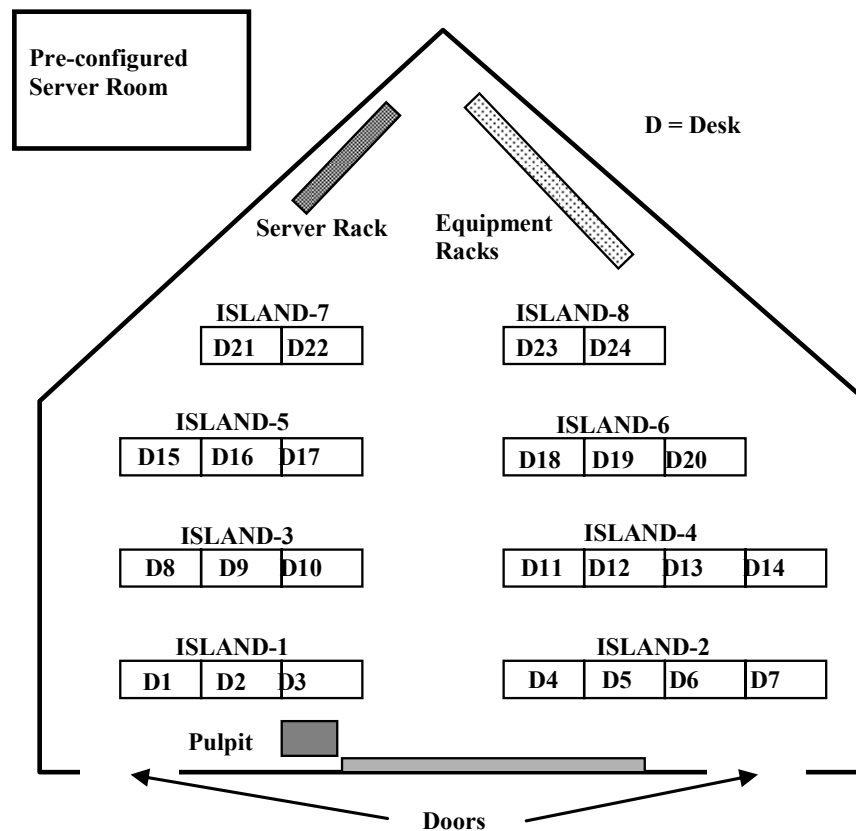 Pre-configured
Server Room
D = Desk
Server Rack
Equipment
Racks
ISLAND-7
ISLAND-8
D21 D22
D23 D24
ISLAND-5
ISLAND-6
D15 D16 D17
D18 D19 D20
ISLAND-3
ISLAND-4
D8 D9 D10
D11 D12 D13 D14
ISLAND-1
ISLAND-2
D1 D2 D3
D4 D5 D6 D7
Pulpit
Doors